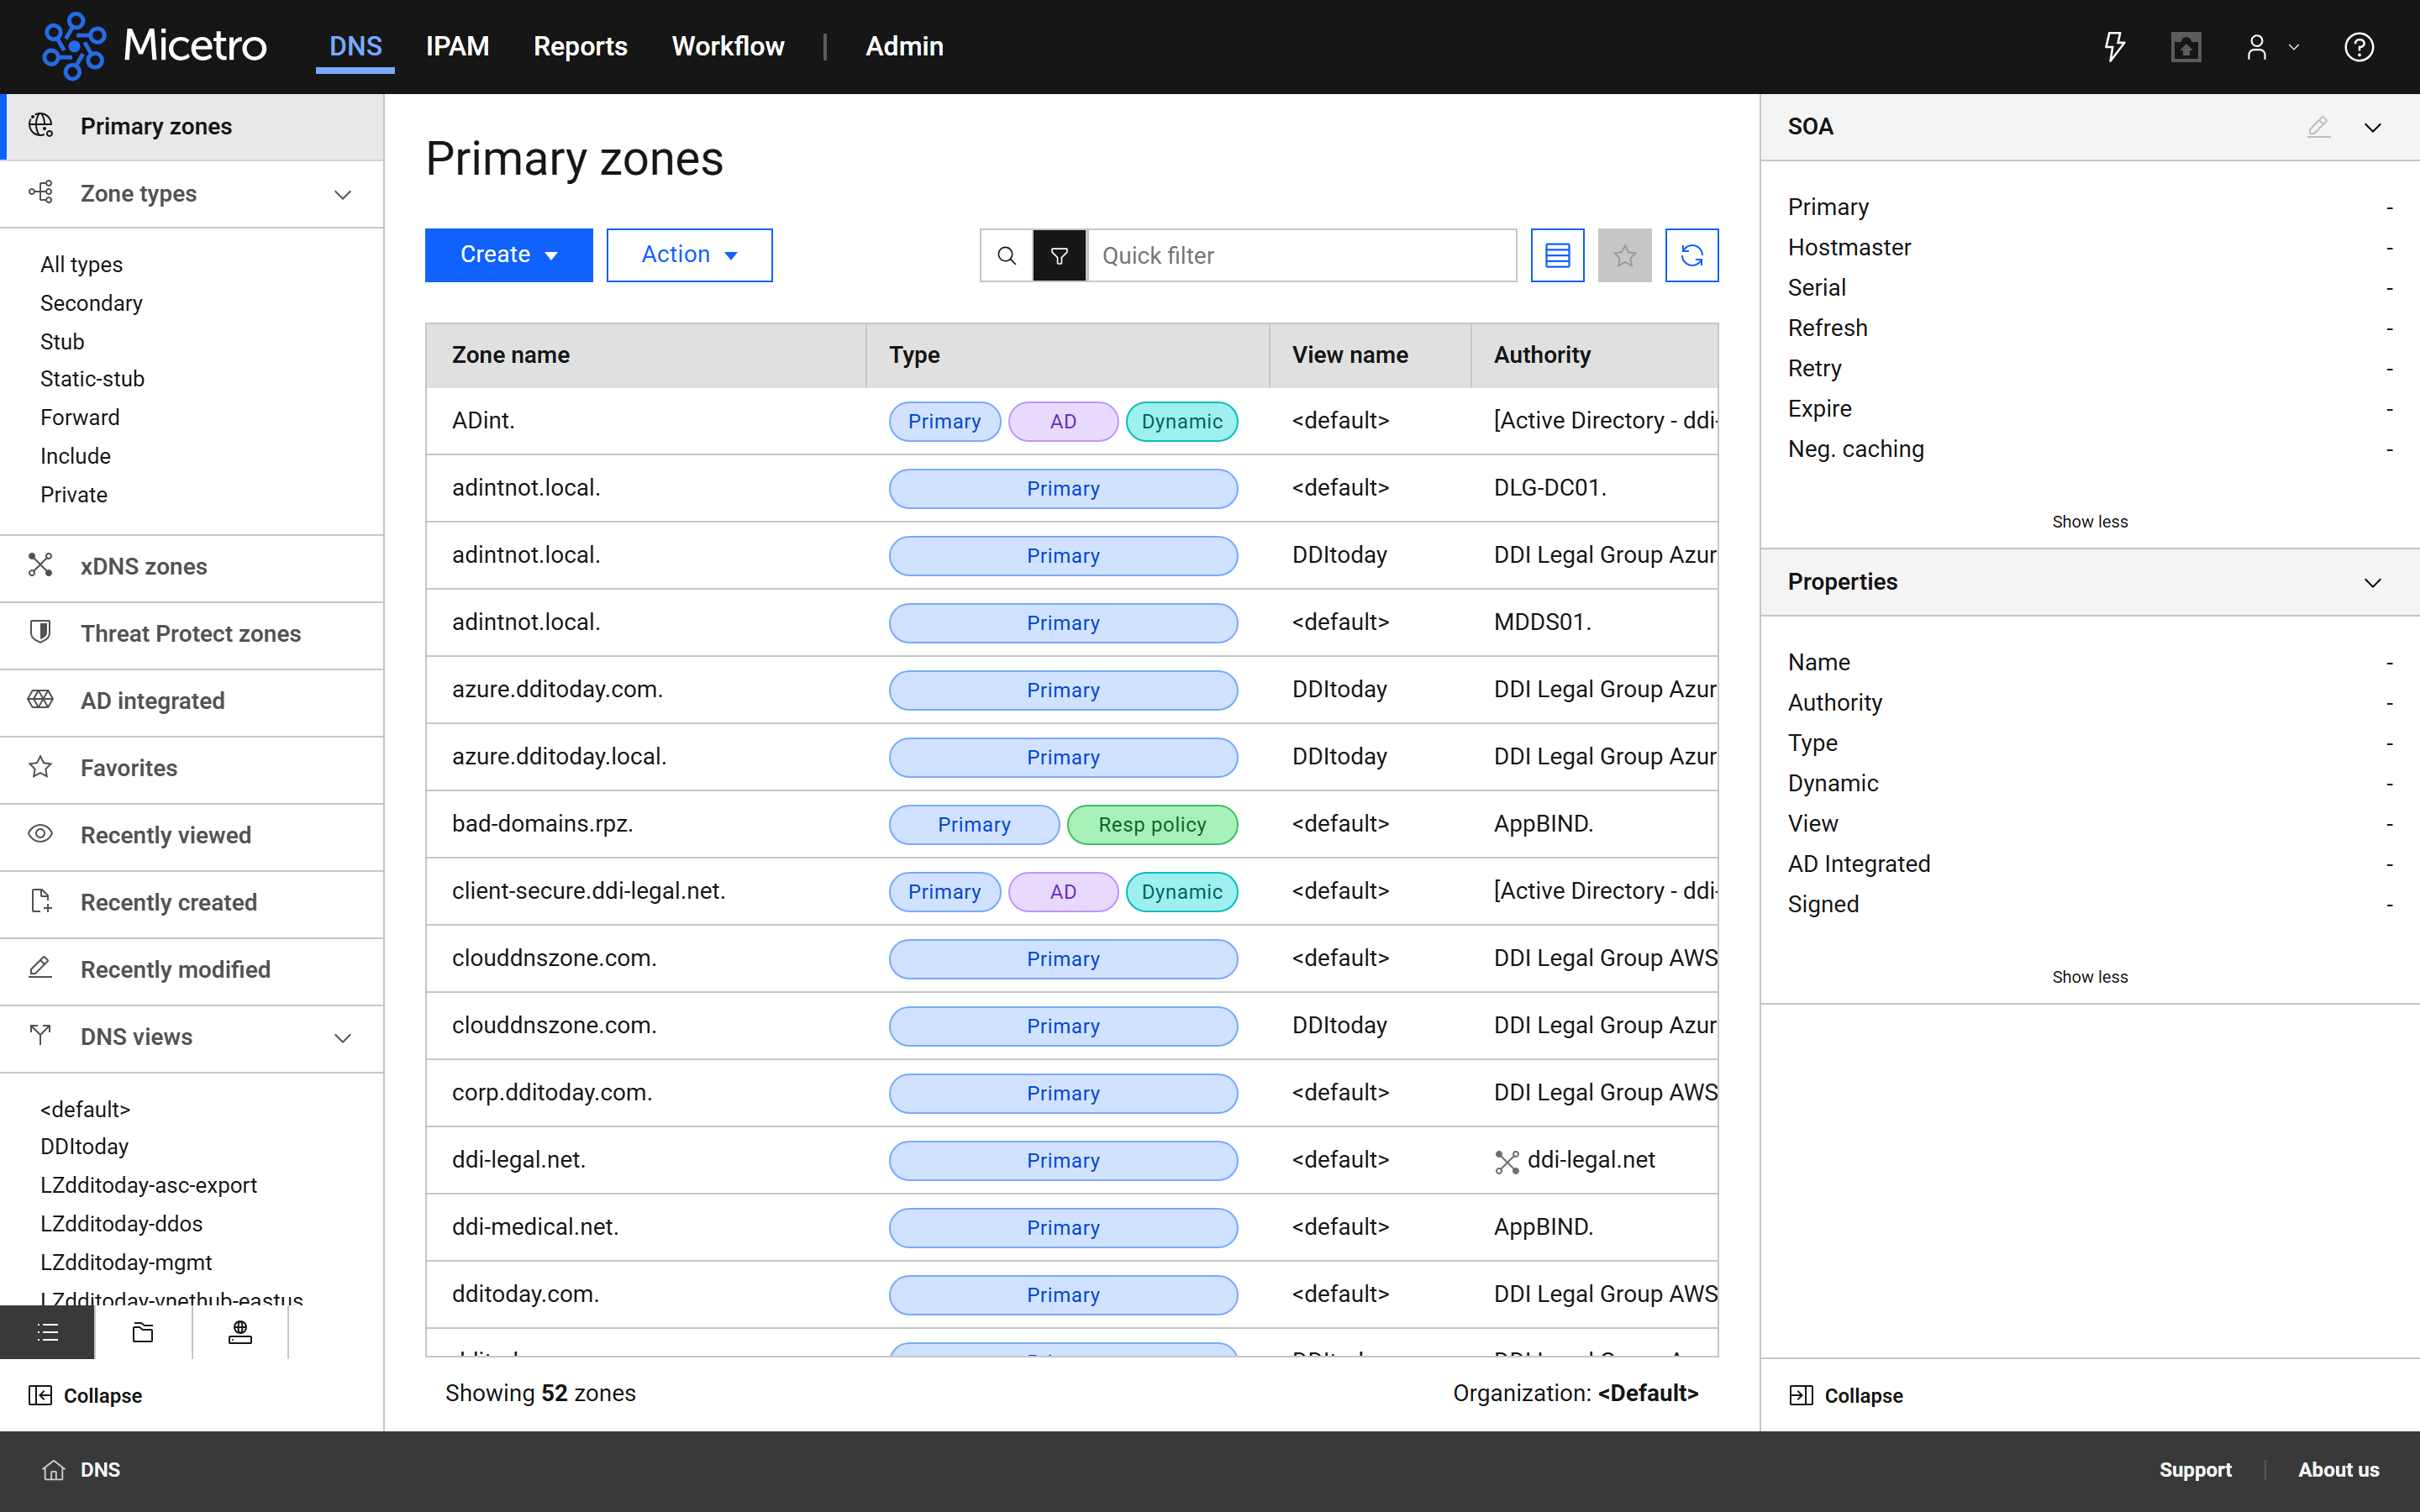 Micetro DNS IPAM Reports Workflow | Admin
Primary zones
Zone types
All types
Secondary
Stub
Static-stub
Forward
Include
Private
xDNS zones
Threat Protect zones
AD integrated
Favorites
Recently viewed
Recently created
Recently modified
DNS views
<default>
DDItoday
LZdditoday-asc-export
LZdditoday-ddos
LZdditoday-mgmt
LZdditoday-vnethub-eastus
Collapse
Primary zones
Create Action Quick filter
Zone name Type View name Authority
ADint. Primary AD Dynamic <default> [Active Directory - ddi-
adintnot.local. Primary <default> DLG-DC01.
adintnot.local. Primary DDItoday DDI Legal Group Azur
adintnot.local. Primary <default> MDDS01.
azure.dditoday.com. Primary DDItoday DDI Legal Group Azur
azure.dditoday.local. Primary DDItoday DDI Legal Group Azur
bad-domains.rpz. Primary Resp policy <default> AppBIND.
client-secure.ddi-legal.net. Primary AD Dynamic <default> [Active Directory - ddi-
clouddnszone.com. Primary <default> DDI Legal Group AWS
clouddnszone.com. Primary DDItoday DDI Legal Group Azur
corp.dditoday.com. Primary <default> DDI Legal Group AWS
ddi-legal.net. Primary <default> ddi-legal.net
ddi-medical.net. Primary <default> AppBIND.
dditoday.com. Primary <default> DDI Legal Group AWS
Showing 52 zones Organization: <Default>
SOA
Primary -
Hostmaster -
Serial -
Refresh -
Retry -
Expire -
Neg. caching -
Show less
Properties
Name -
Authority -
Type -
Dynamic -
View -
AD Integrated -
Signed -
Show less
Collapse
DNS Support | About us